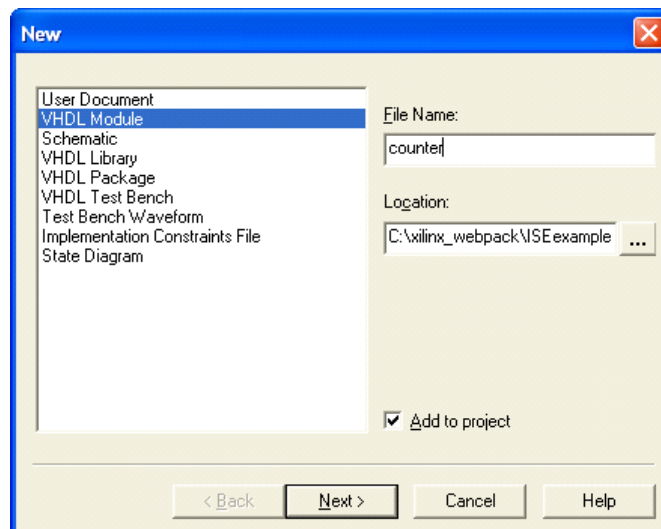 New
User Document
VHDL Module
Schematic
VHDL Library
VHDL Package
VHDL Test Bench
Test Bench Waveform
Implementation Constraints File
State Diagram
File Name:
counter
Location:
C:\xilinx_webpack\ISEexample
...
Add to project
< Back
Next >
Cancel
Help